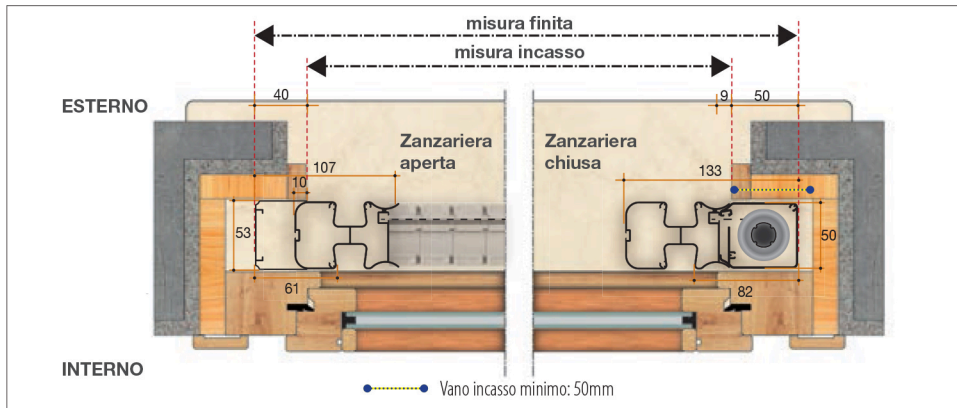 misura finita
misura incasso
ESTERNO
40
9
50
Zanzariera
aperta
Zanzariera
chiusa
107
133
10
53
50
61
82
INTERNO
Vano incasso minimo: 50mm